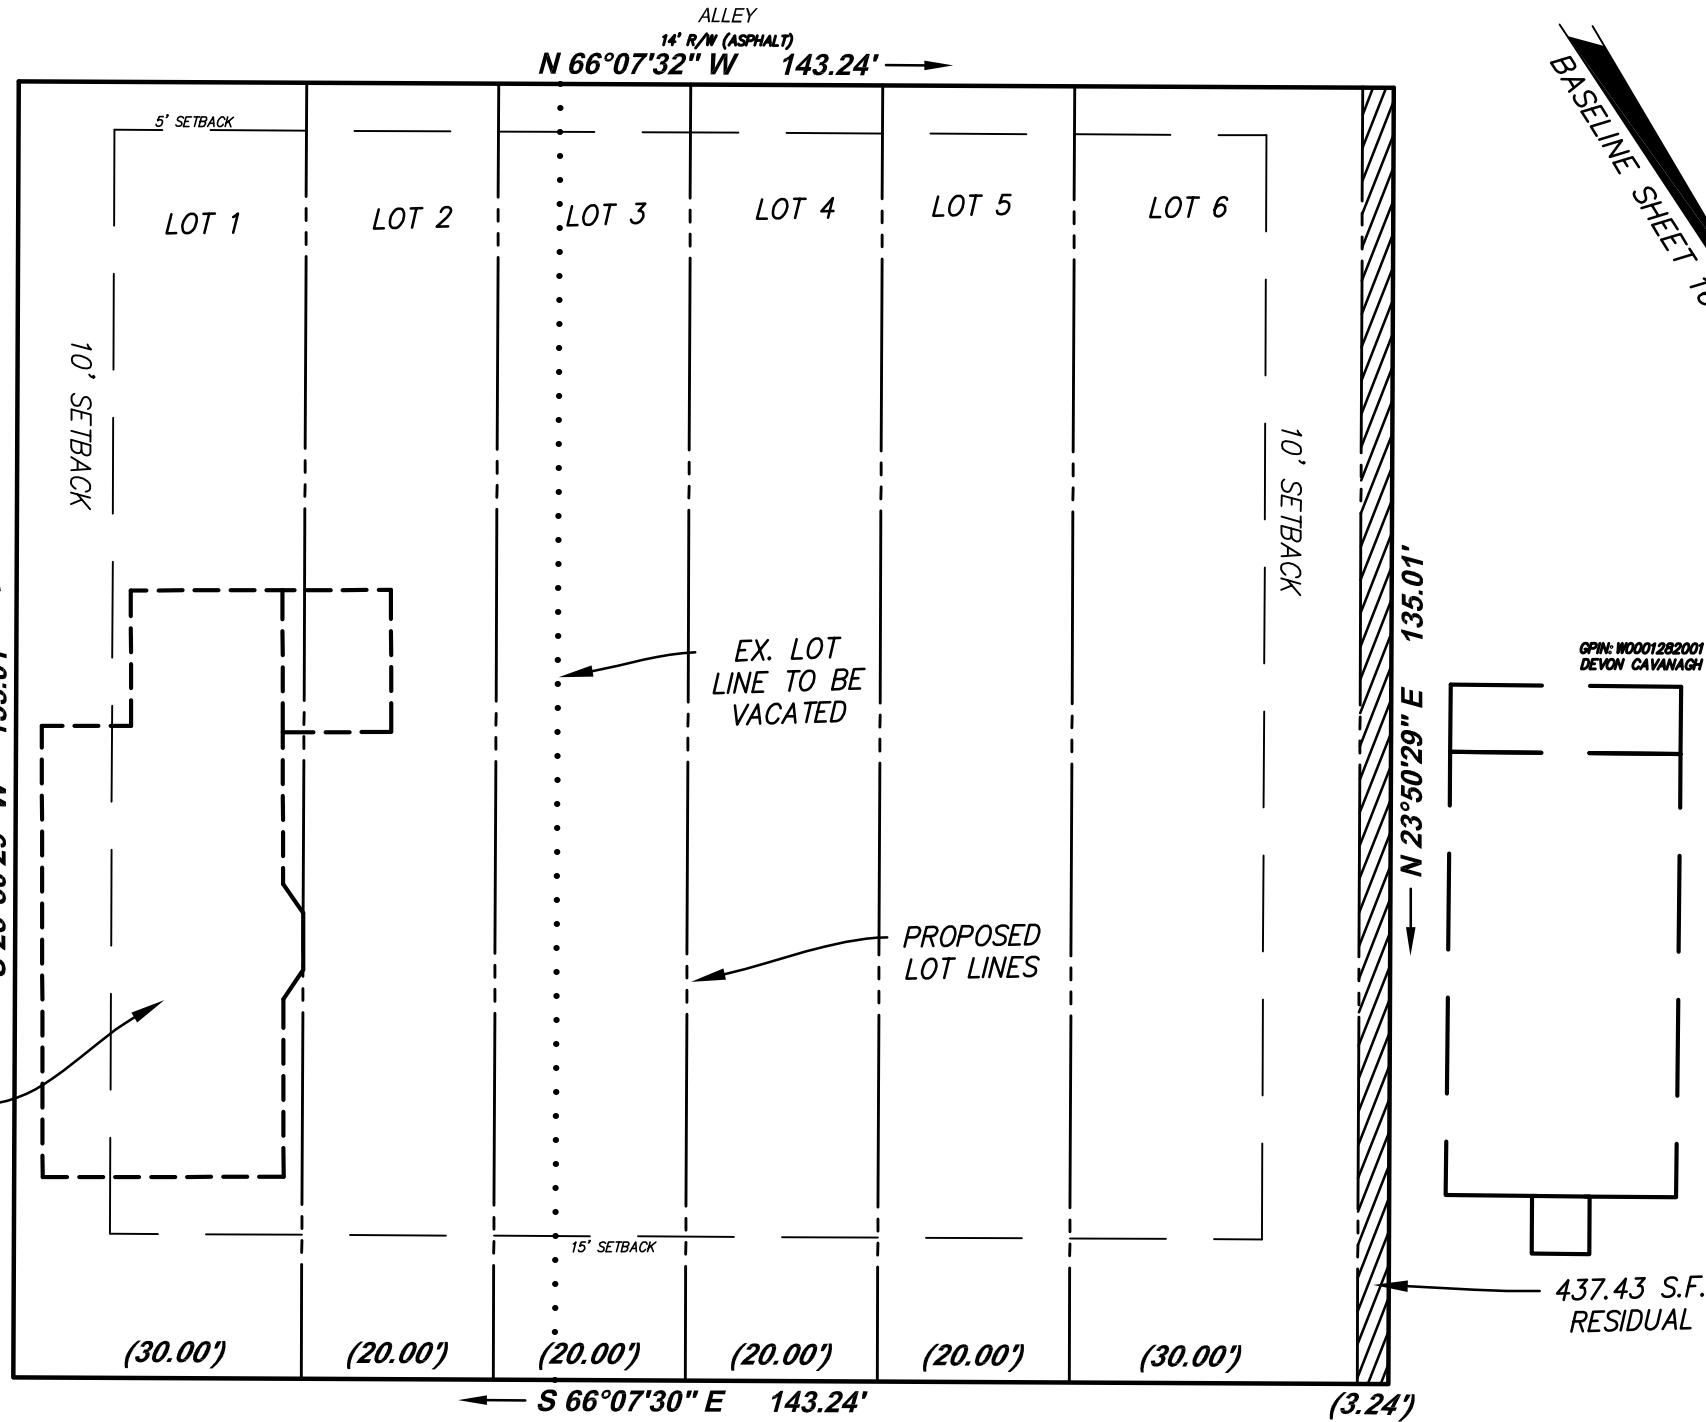 ALLEY
14' R/W (ASPHALT)
N 66°07'32" W 143.24'
BASELINE SHEET
5' SETBACK
LOT 1
LOT 2
LOT 3
LOT 4
LOT 5
LOT 6
10' SETBACK
10' SETBACK
N 23°50'29" E 135.01'
EX. LOT
LINE TO BE
VACATED
GPIN: W0001282001
DEVON CAVANAGH
PROPOSED
LOT LINES
15' SETBACK
437.43 S.F.
RESIDUAL
(30.00')
(20.00')
(20.00')
(20.00')
(20.00')
(30.00')
(3.24')
S 66°07'30" E 143.24'